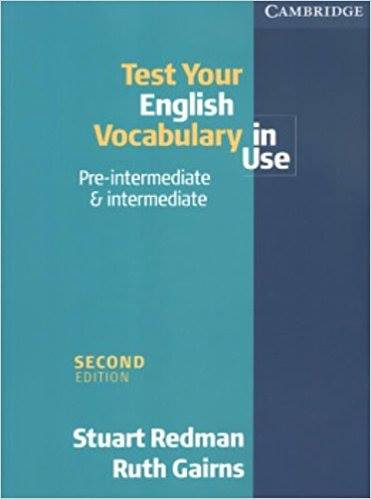 CAMBRIDGE
Test Your
English
Vocabulary in
Use
Pre-intermediate
& intermediate
SECOND
EDITION
Stuart Redman
Ruth Gairns